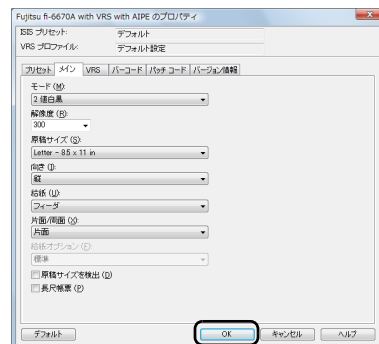 Fujitsu fi-6670A with VRS with AIPE のプロパティ
ISIS プリセット: デフォルト
VRS プロファイル: デフォルト設定
プリセット メイン VRS バーコード パッチ コード バージョン情報
モード (M):
2 値白黒
解像度 (R):
300
原稿サイズ (S):
Letter - 8.5 x 11 in
向き (I):
縦
給紙 (U):
フィーダ
片面/両面 (X):
片面
給紙オプション (E):
標準
原稿サイズを検出 (D)
長尺帳票 (P)
デフォルト OK キャンセル ヘルプ